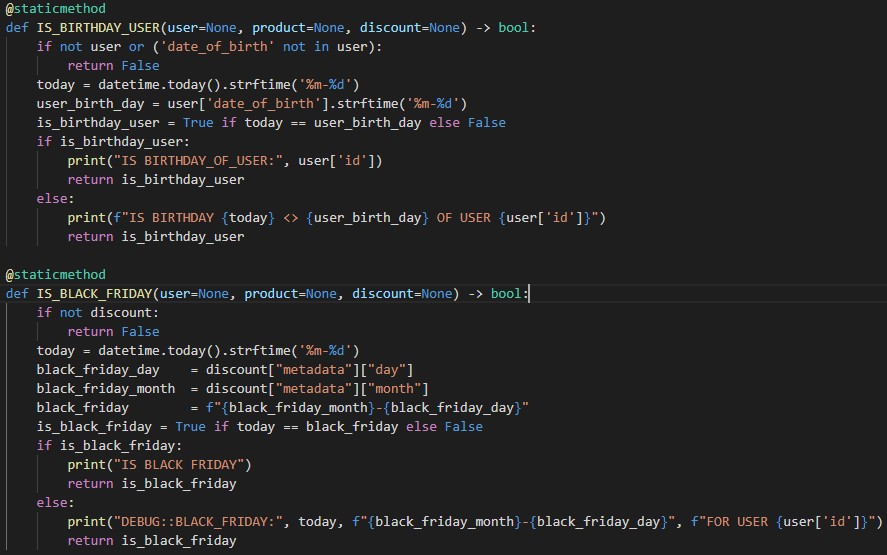 @staticmethod
def IS_BIRTHDAY_USER(user=None, product=None, discount=None) -> bool:
    if not user or ('date_of_birth' not in user):
        return False
    today = datetime.today().strftime('%m-%d')
    user_birth_day = user['date_of_birth'].strftime('%m-%d')
    is_birthday_user = True if today == user_birth_day else False
    if is_birthday_user:
        print("IS BIRTHDAY_OF_USER:", user['id'])
        return is_birthday_user
    else:
        print(f"IS BIRTHDAY {today} <> {user_birth_day} OF USER {user['id']}")
        return is_birthday_user

@staticmethod
def IS_BLACK_FRIDAY(user=None, product=None, discount=None) -> bool:
    if not discount:
        return False
    today = datetime.today().strftime('%m-%d')
    black_friday_day    = discount["metadata"]["day"]
    black_friday_month  = discount["metadata"]["month"]
    black_friday        = f"{black_friday_month}-{black_friday_day}"
    is_black_friday = True if today == black_friday else False
    if is_black_friday:
        print("IS BLACK FRIDAY")
        return is_black_friday
    else:
        print("DEBUG::BLACK_FRIDAY:", today, f"{black_friday_month}-{black_friday_day}", f"FOR USER {user['id']}")
        return is_black_friday